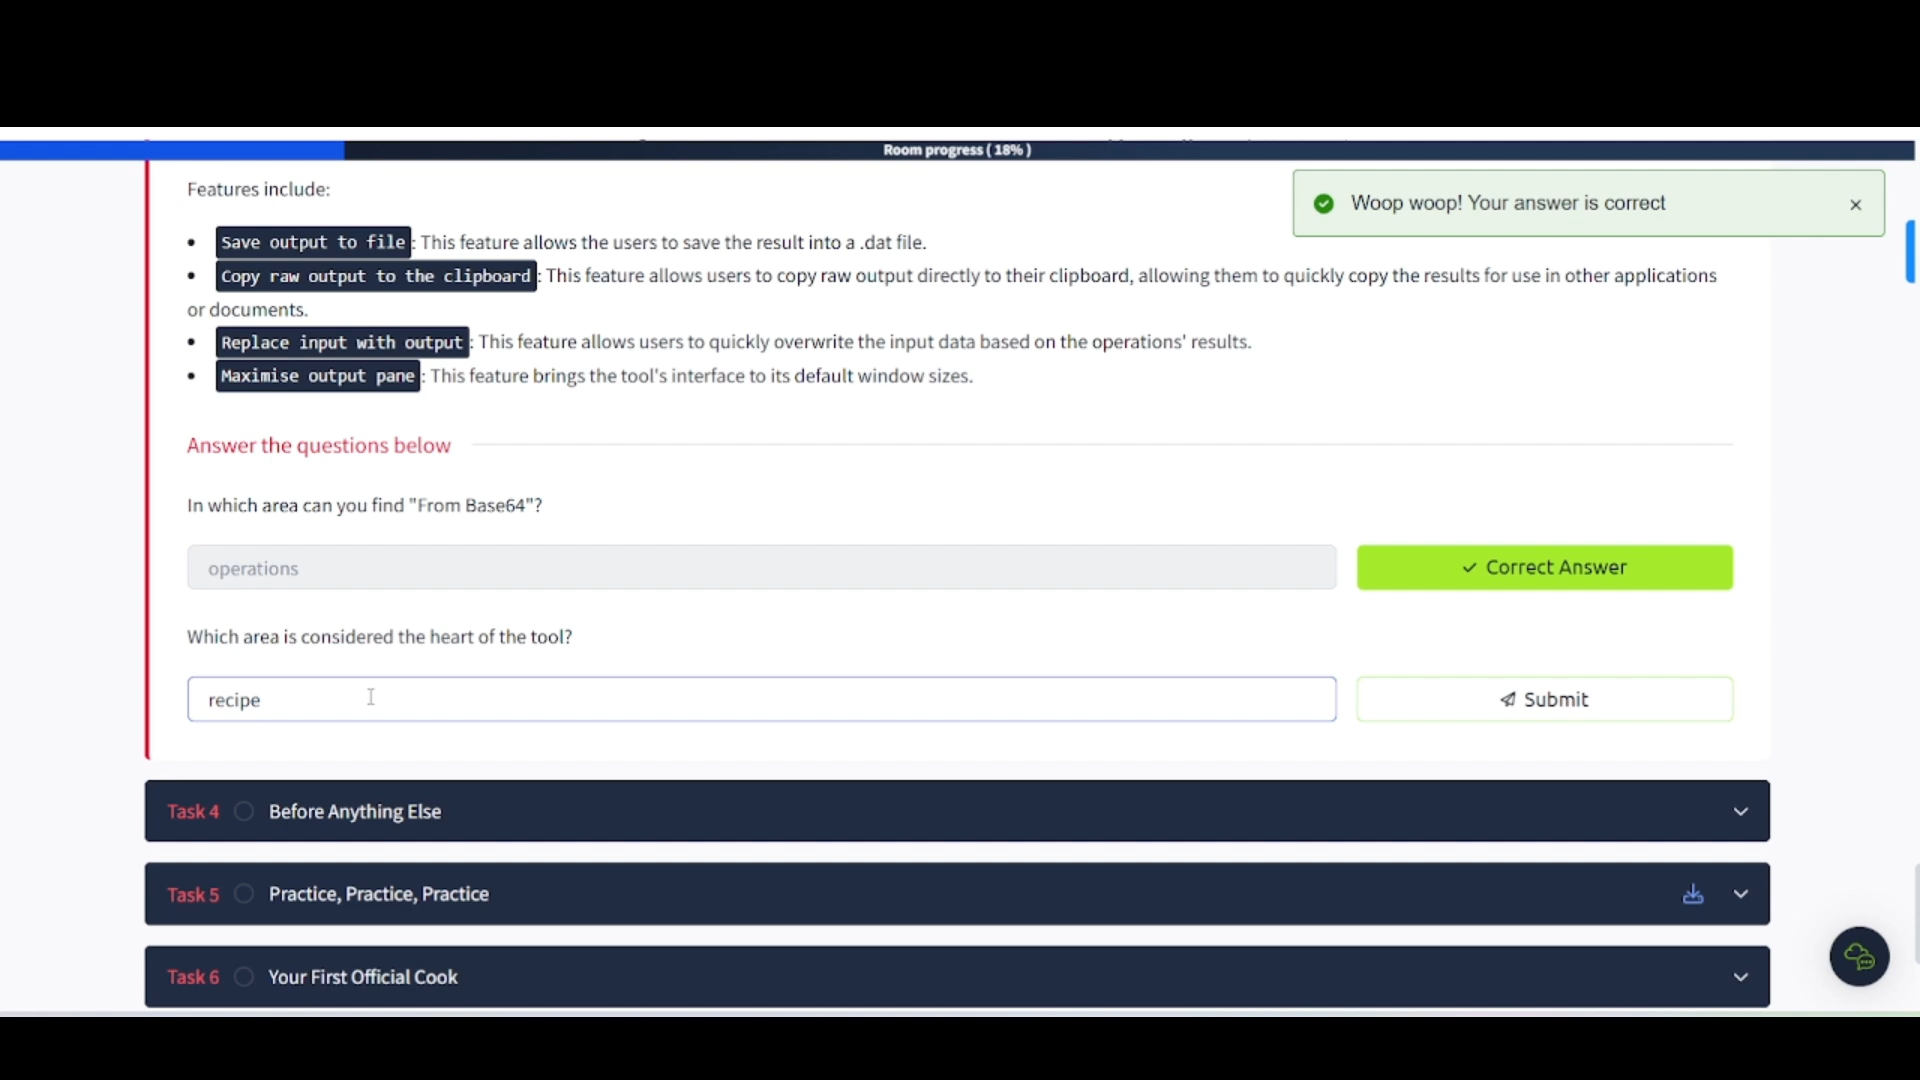 Room progress ( 18% )
Features include:
Woop woop! Your answer is correct
• Save output to file: This feature allows the users to save the result into a .dat file.
• Copy raw output to the clipboard: This feature allows users to copy raw output directly to their clipboard, allowing them to quickly copy the results for use in other applications
or documents.
• Replace input with output: This feature allows users to quickly overwrite the input data based on the operations' results.
• Maximise output pane: This feature brings the tool's interface to its default window sizes.
Answer the questions below
In which area can you find "From Base64"?
operations
Correct Answer
Which area is considered the heart of the tool?
recipe
Submit
Task 4 Before Anything Else
Task 5 Practice, Practice, Practice
Task 6 Your First Official Cook